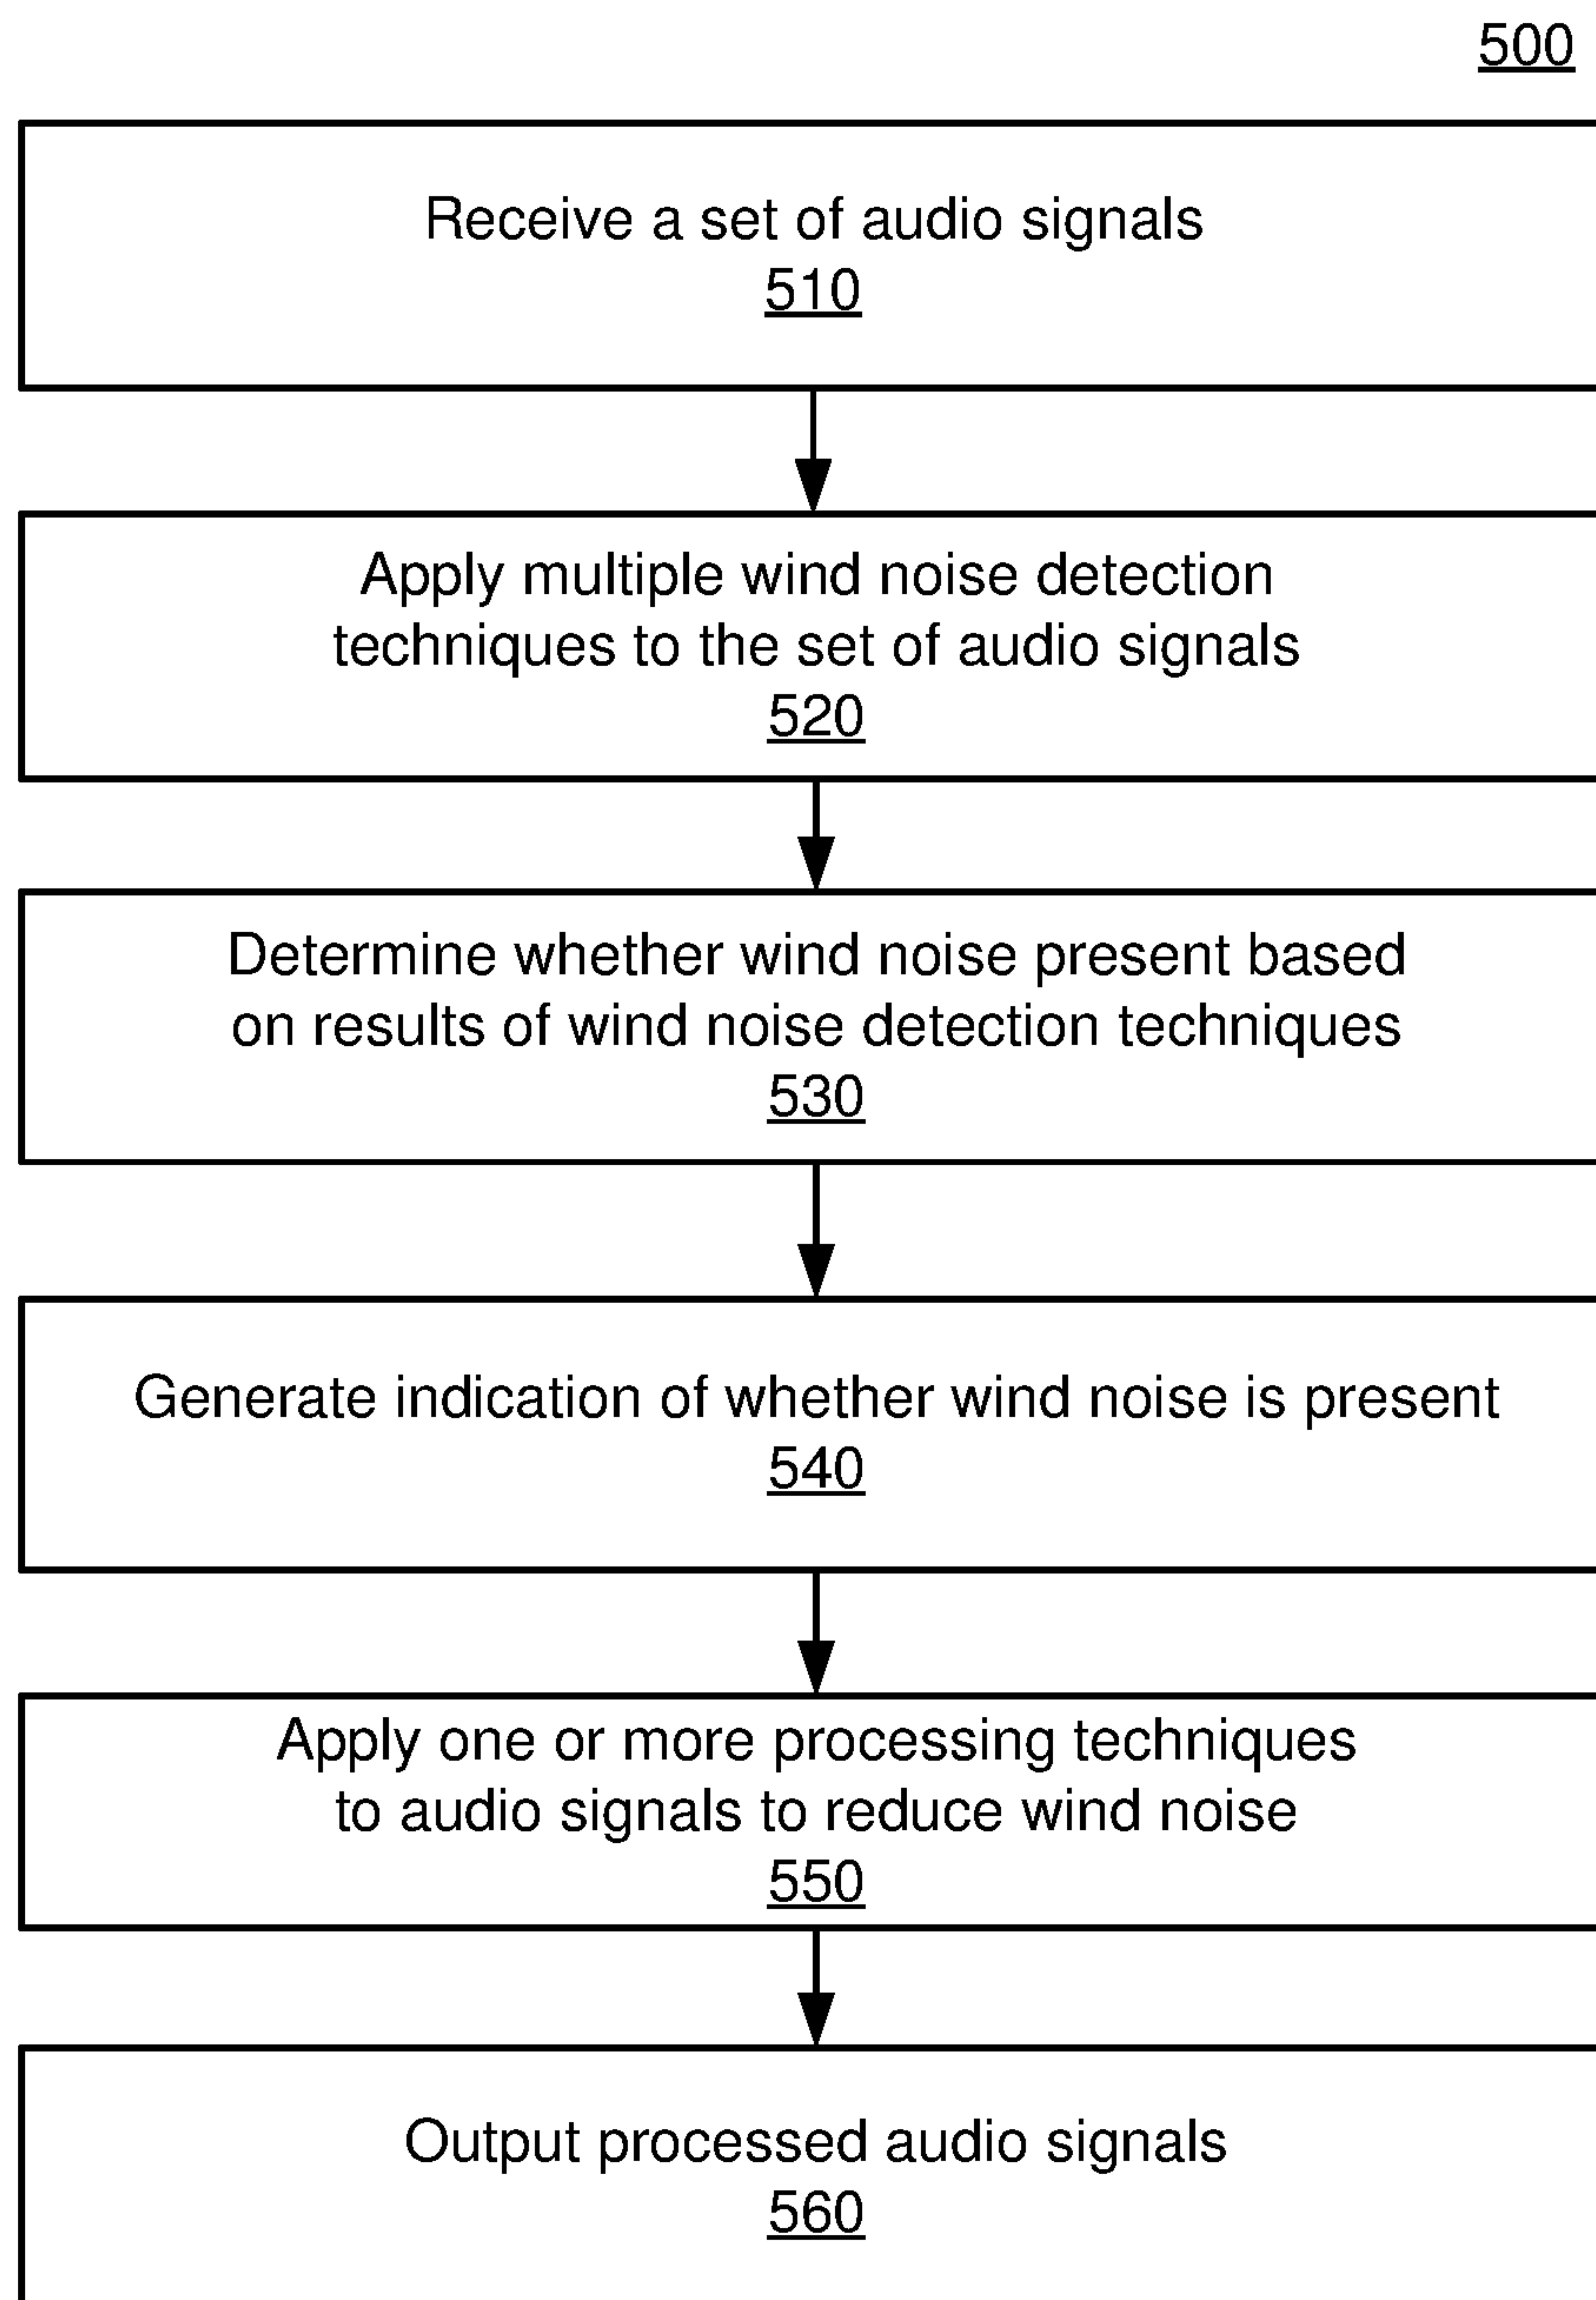 500
Receive a set of audio signals
510
Apply multiple wind noise detection
techniques to the set of audio signals
520
Determine whether wind noise present based
on results of wind noise detection techniques
530
Generate indication of whether wind noise is present
540
Apply one or more processing techniques
to audio signals to reduce wind noise
550
Output processed audio signals
560